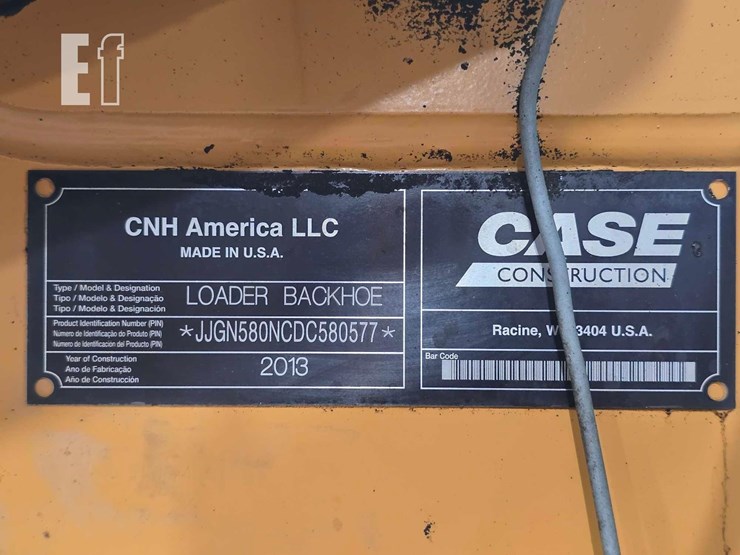 Ef
CNH America LLC
MADE IN U.S.A.
Type / Model & Designation
Tipo / Modelo & Designação
Tipo / Modelo & Designación
LOADER BACKHOE
Product Identification Number (PIN)
Número de Identificação do Produto (PIN)
Número de Identificación del Producto (PIN)
*JJGN580NCDC580577*
Year of Construction
Ano de Fabricação
Año de Construcción
2013
CASE
CONSTRUCTION
Racine, 3404 U.S.A.
Bar Code